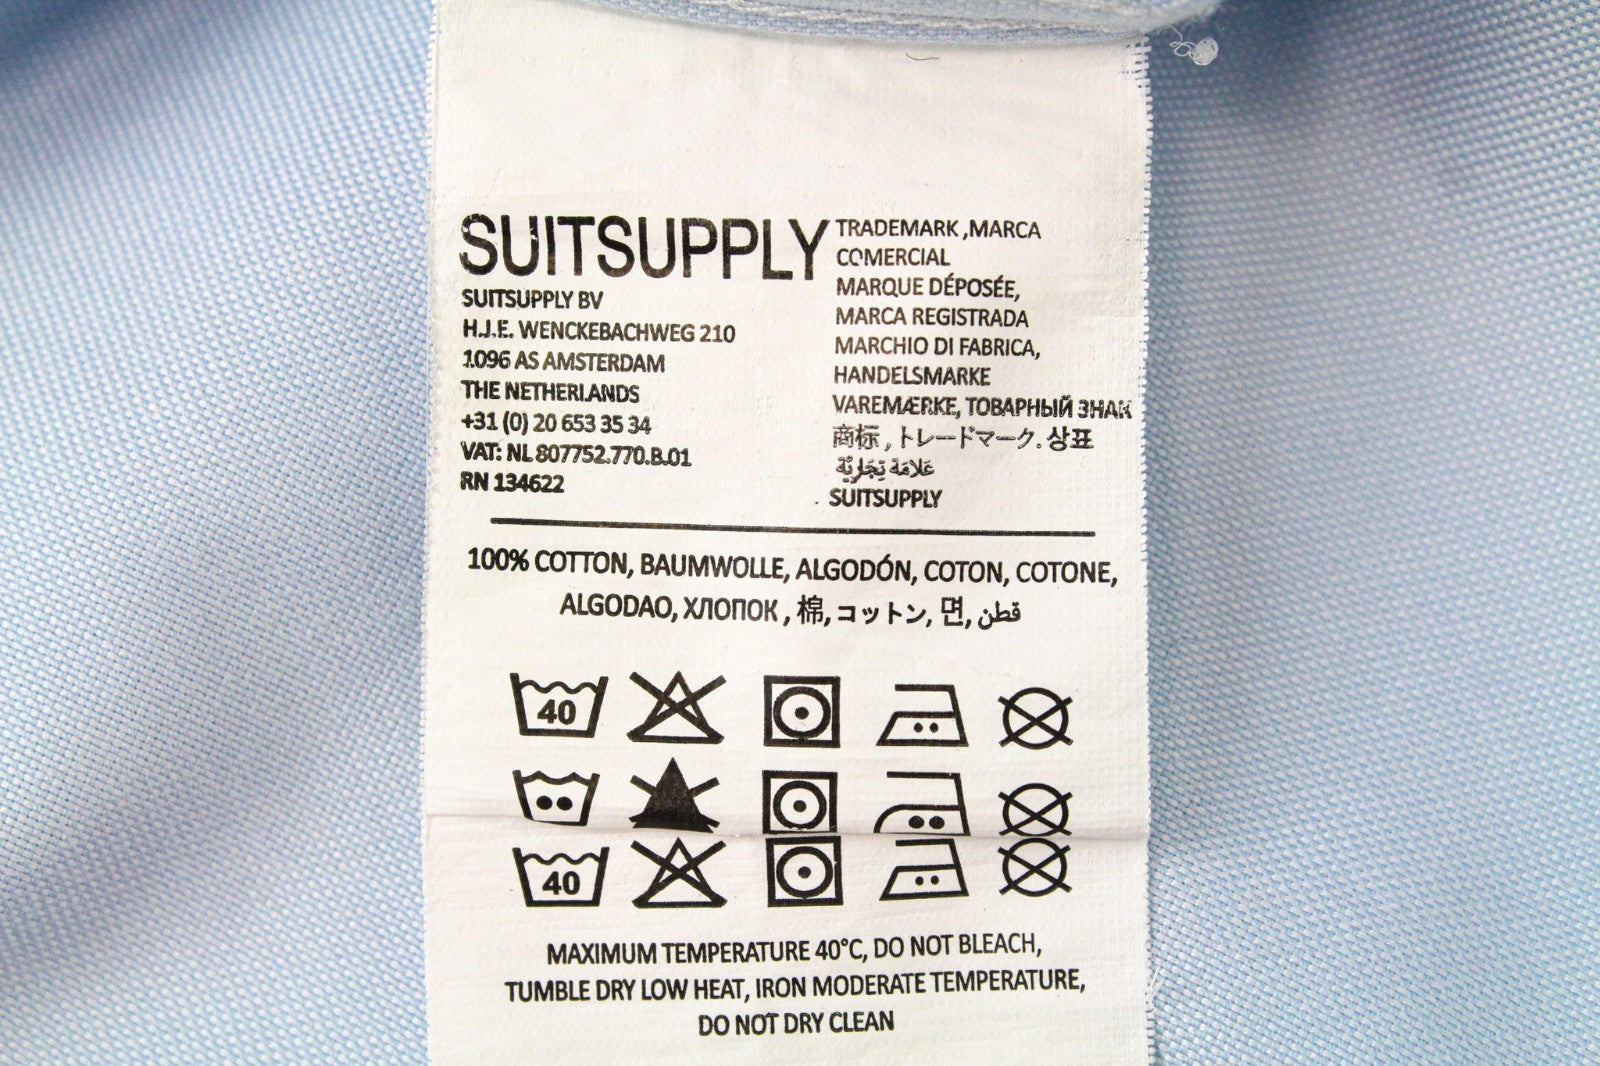 SUITSUPPLY
SUITSUPPLY BV
H.J.E. WENCKEBACHWEG 210
1096 AS AMSTERDAM
THE NETHERLANDS
+31 (0) 20 653 35 34
VAT: NL 807752.770.B.01
RN 134622
TRADEMARK ,MARCA
COMERCIAL
MARQUE DÉPOSÉE,
MARCA REGISTRADA
MARCHIO DI FABRICA,
HANDELSMARKE
VAREMÆRKE, ТОВАРНЫЙ ЗНАК
商标 , トレードマーク. 상표
عَلامَة تِجَارِيَّة
SUITSUPPLY
100% COTTON, BAUMWOLLE, ALGODÓN, COTON, COTONE,
ALGODAO, ХЛОПОК , 棉, コットン, 면, قطن
40
40
MAXIMUM TEMPERATURE 40°C, DO NOT BLEACH,
TUMBLE DRY LOW HEAT, IRON MODERATE TEMPERATURE,
DO NOT DRY CLEAN